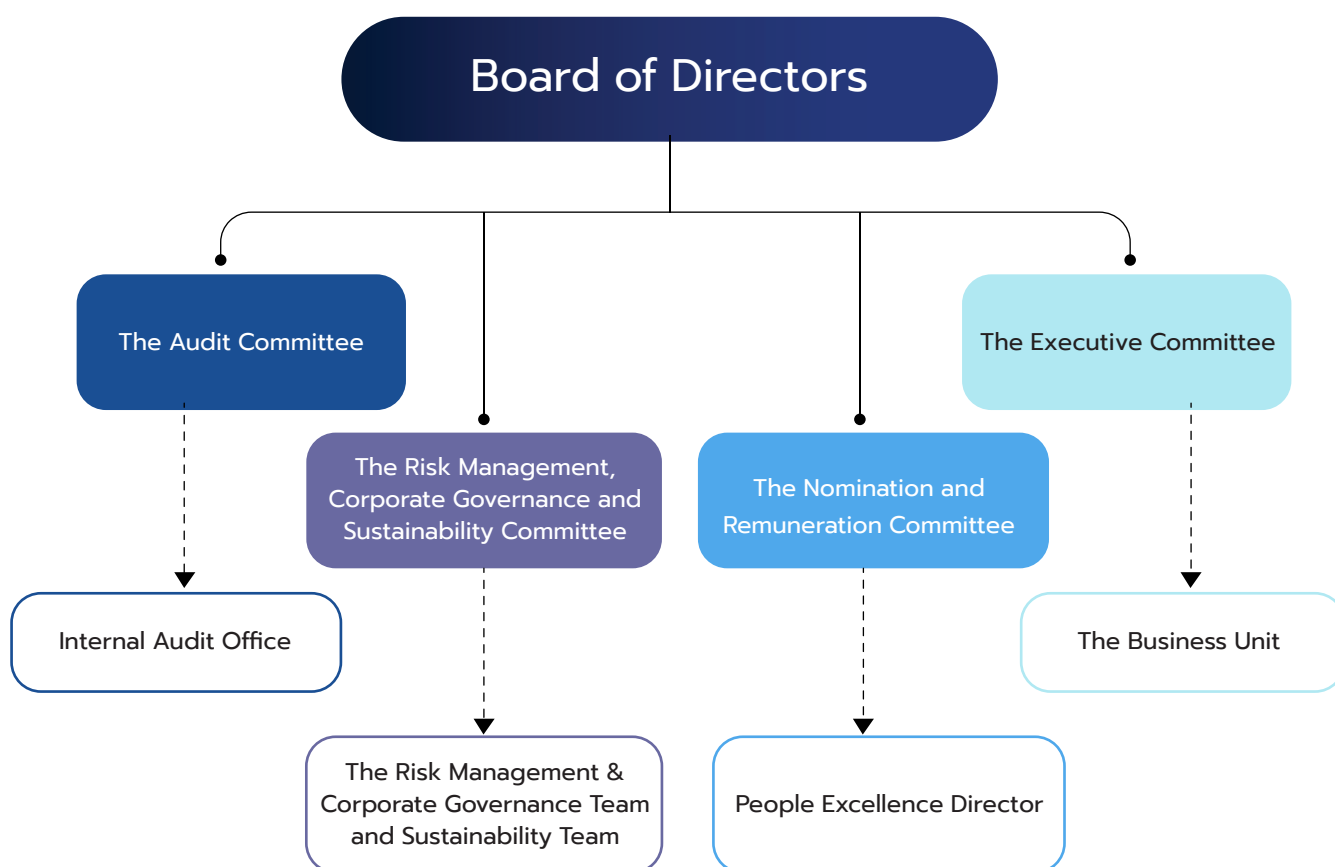 Board of Directors
The Audit Committee
The Executive Committee
The Risk Management,
Corporate Governance and
Sustainability Committee
The Nomination and
Remuneration Committee
Internal Audit Office
The Business Unit
The Risk Management &
Corporate Governance Team
and Sustainability Team
People Excellence Director